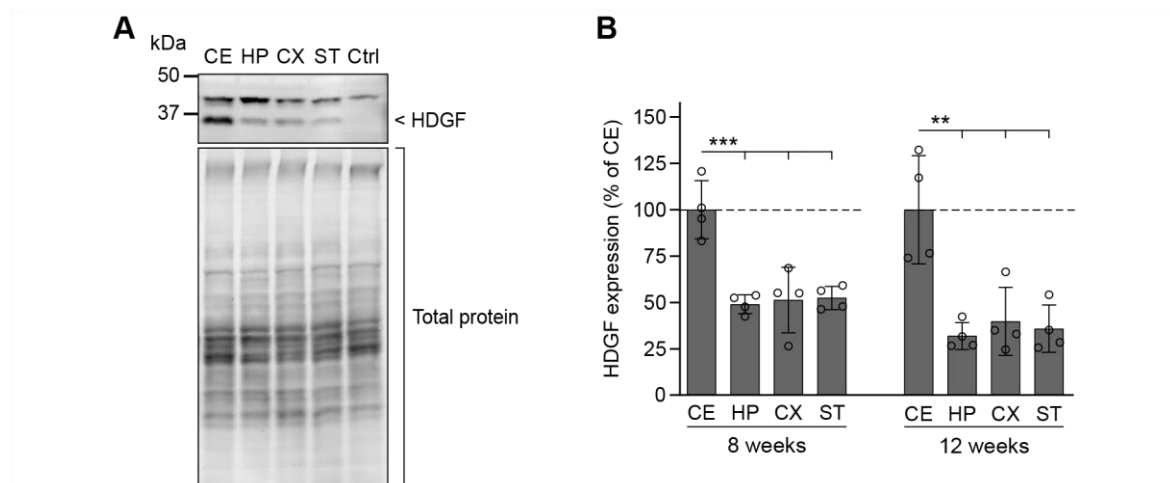 A
kDa
CE HP CX ST Ctrl
50
37
< HDGF
Total protein
B
HDGF expression (% of CE)
150
125
100
75
50
25
0
***
**
CE HP CX ST
8 weeks
CE HP CX ST
12 weeks